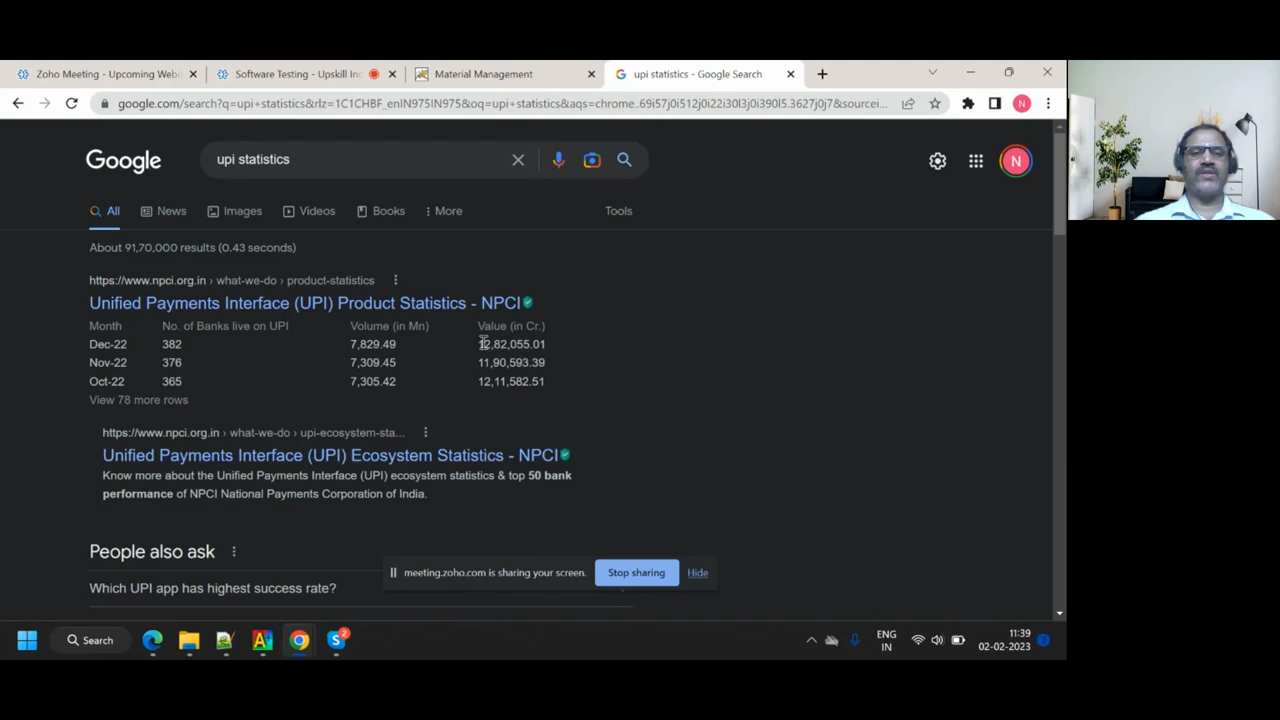 Zoho Meeting - Upcoming Webi
Software Testing - Upskill Inc
Material Management
upi statistics - Google Search
google.com/search?q=upi+statistics&rlz=1C1CHBF_enIN975IN975&oq=upi+statistics&aqs=chrome..69i57j0i512j0i22i30l3j0i390l5.3627j0j7&sourcei...
N
Google
upi statistics
N
All
News
Images
Videos
Books
More
Tools
About 91,70,000 results (0.43 seconds)
https://www.npci.org.in › what-we-do › product-statistics
Unified Payments Interface (UPI) Product Statistics - NPCI
Month No. of Banks live on UPI Volume (in Mn) Value (in Cr.)
Dec-22 382 7,829.49 12,82,055.01
Nov-22 376 7,309.45 11,90,593.39
Oct-22 365 7,305.42 12,11,582.51
View 78 more rows
https://www.npci.org.in › what-we-do › upi-ecosystem-sta...
Unified Payments Interface (UPI) Ecosystem Statistics - NPCI
Know more about the Unified Payments Interface (UPI) ecosystem statistics & top 50 bank
performance of NPCI National Payments Corporation of India.
People also ask
meeting.zoho.com is sharing your screen.
Stop sharing
Hide
Which UPI app has highest success rate?
Search
S
2
ENG
IN
11:39
02-02-2023
3